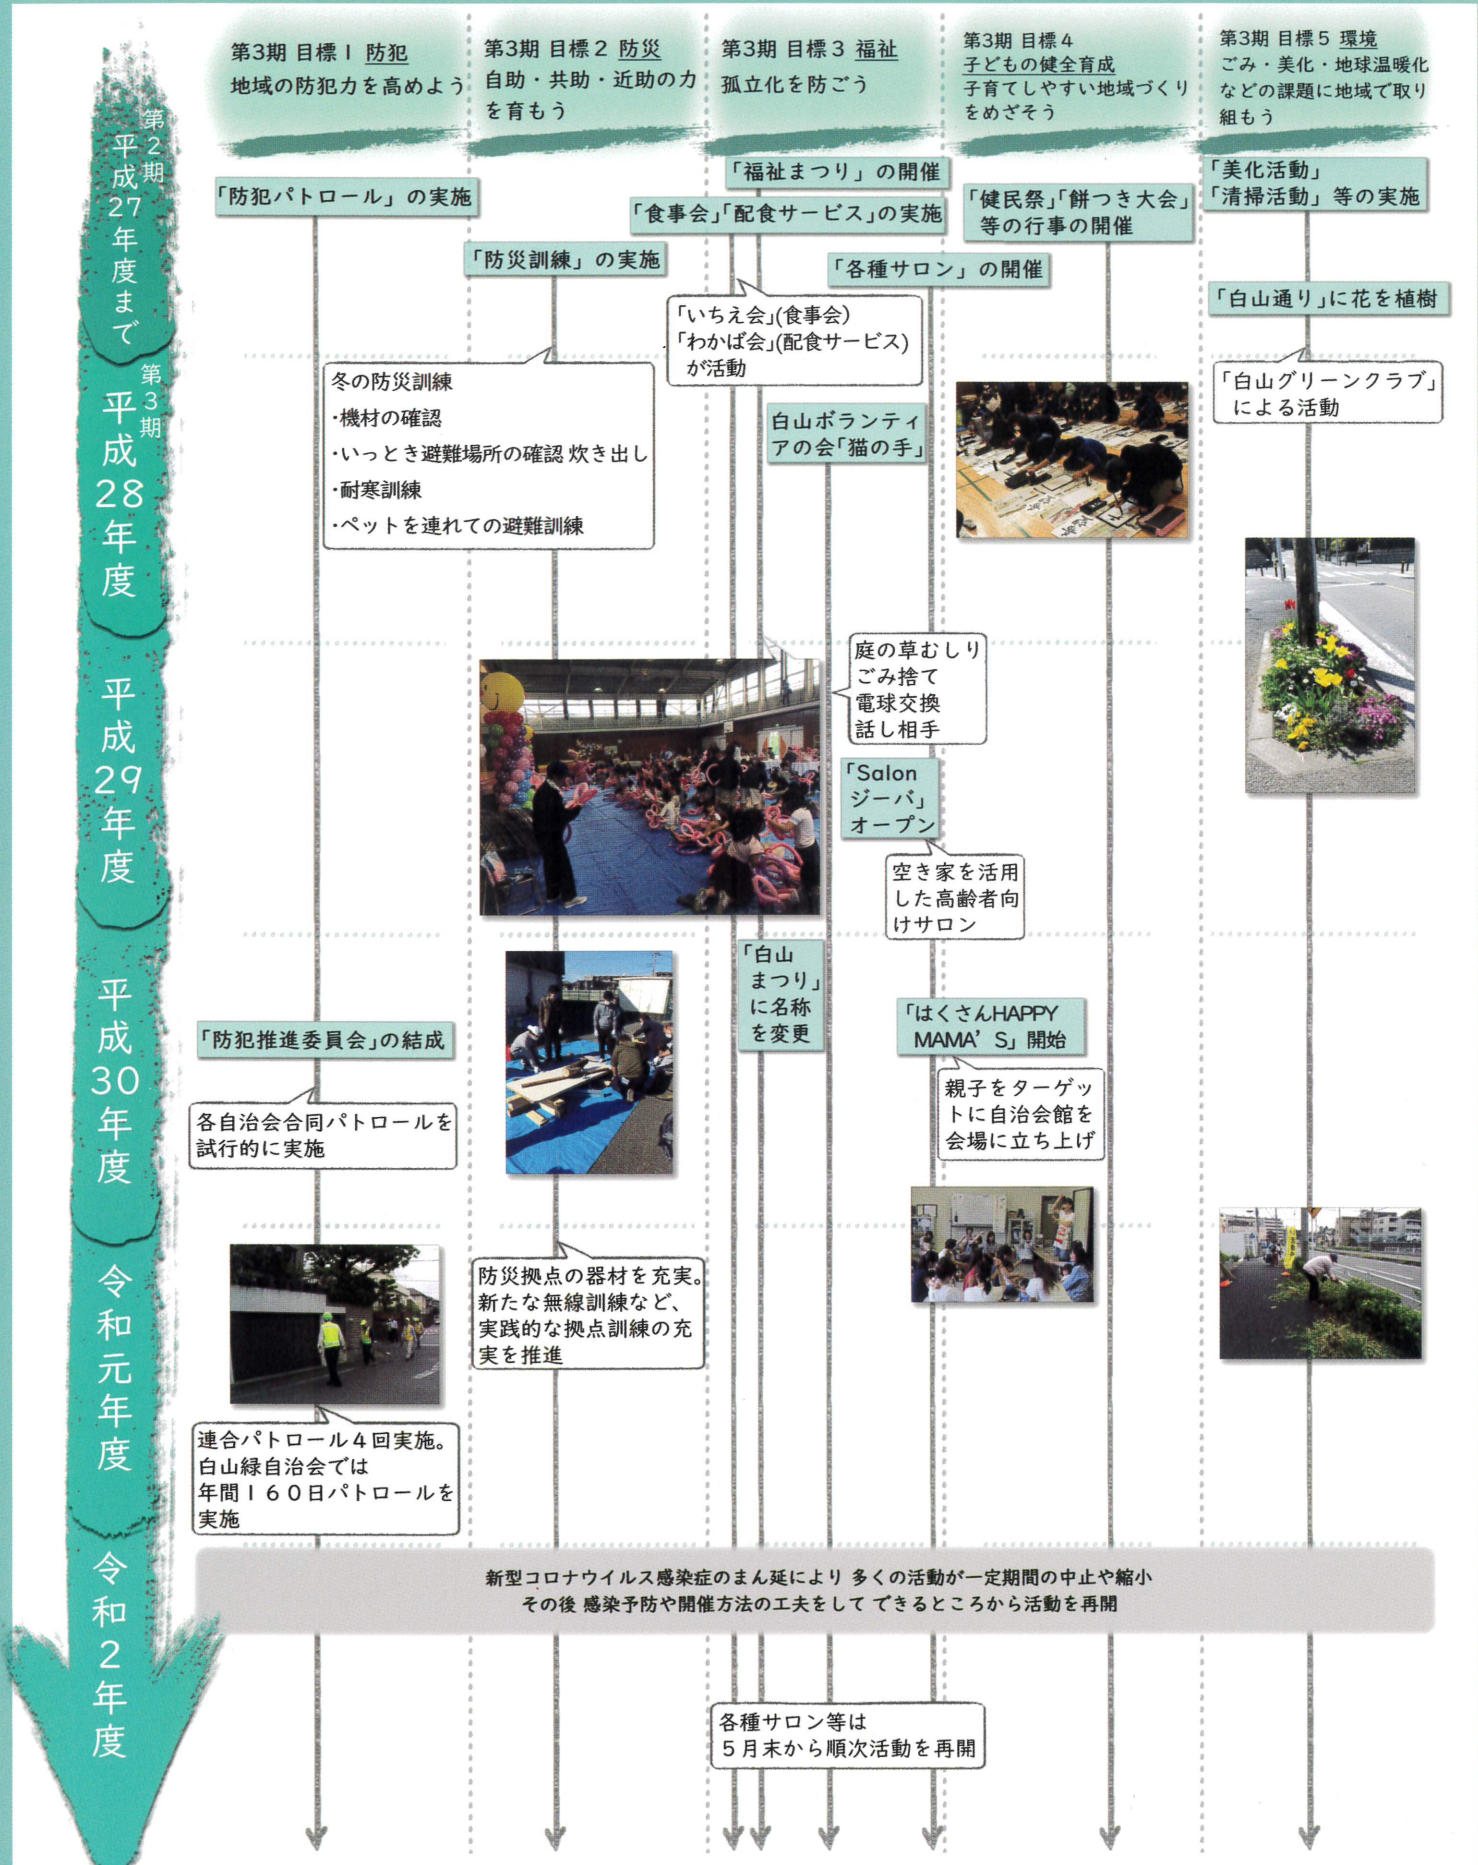 第3期 目標1 防犯
地域の防犯力を高めよう
第3期 目標2 防災
自助・共助・近助の力
を育もう
第3期 目標3 福祉
孤立化を防ごう
第3期 目標4
子どもの健全育成
子育てしやすい地域づくり
をめざそう
第3期 目標5 環境
ごみ・美化・地球温暖化
などの課題に地域で取り
組もう
第2期
平成27年度まで
「防犯パトロール」の実施
「防災訓練」の実施
「福祉まつり」の開催
「食事会」「配食サービス」の実施
「各種サロン」の開催
「いちえ会」(食事会)
「わかば会」(配食サービス)
が活動
「健民祭」「餅つき大会」
等の行事の開催
「美化活動」
「清掃活動」等の実施
「白山通り」に花を植樹
「白山グリーンクラブ」
による活動
第3期
平成28年度
冬の防災訓練
・機材の確認
・いっとき避難場所の確認 炊き出し
・耐寒訓練
・ペットを連れての避難訓練
白山ボランティ
アの会「猫の手」
平成29年度
庭の草むしり
ごみ捨て
電球交換
話し相手
「Salon
ジーバ」
オープン
空き家を活用
した高齢者向
けサロン
平成30年度
「防犯推進委員会」の結成
各自治会合同パトロールを
試行的に実施
「白山
まつり」
に名称
を変更
「はくさんHAPPY
MAMA'S」開始
親子をターゲッ
トに自治会館を
会場に立ち上げ
令和元年度
連合パトロール4回実施。
白山緑自治会では
年間160日パトロールを
実施
防災拠点の器材を充実。
新たな無線訓練など、
実践的な拠点訓練の充
実を推進
令和2年度
新型コロナウイルス感染症のまん延により 多くの活動が一定期間の中止や縮小
その後 感染予防や開催方法の工夫をして できるところから活動を再開
各種サロン等は
5月末から順次活動を再開